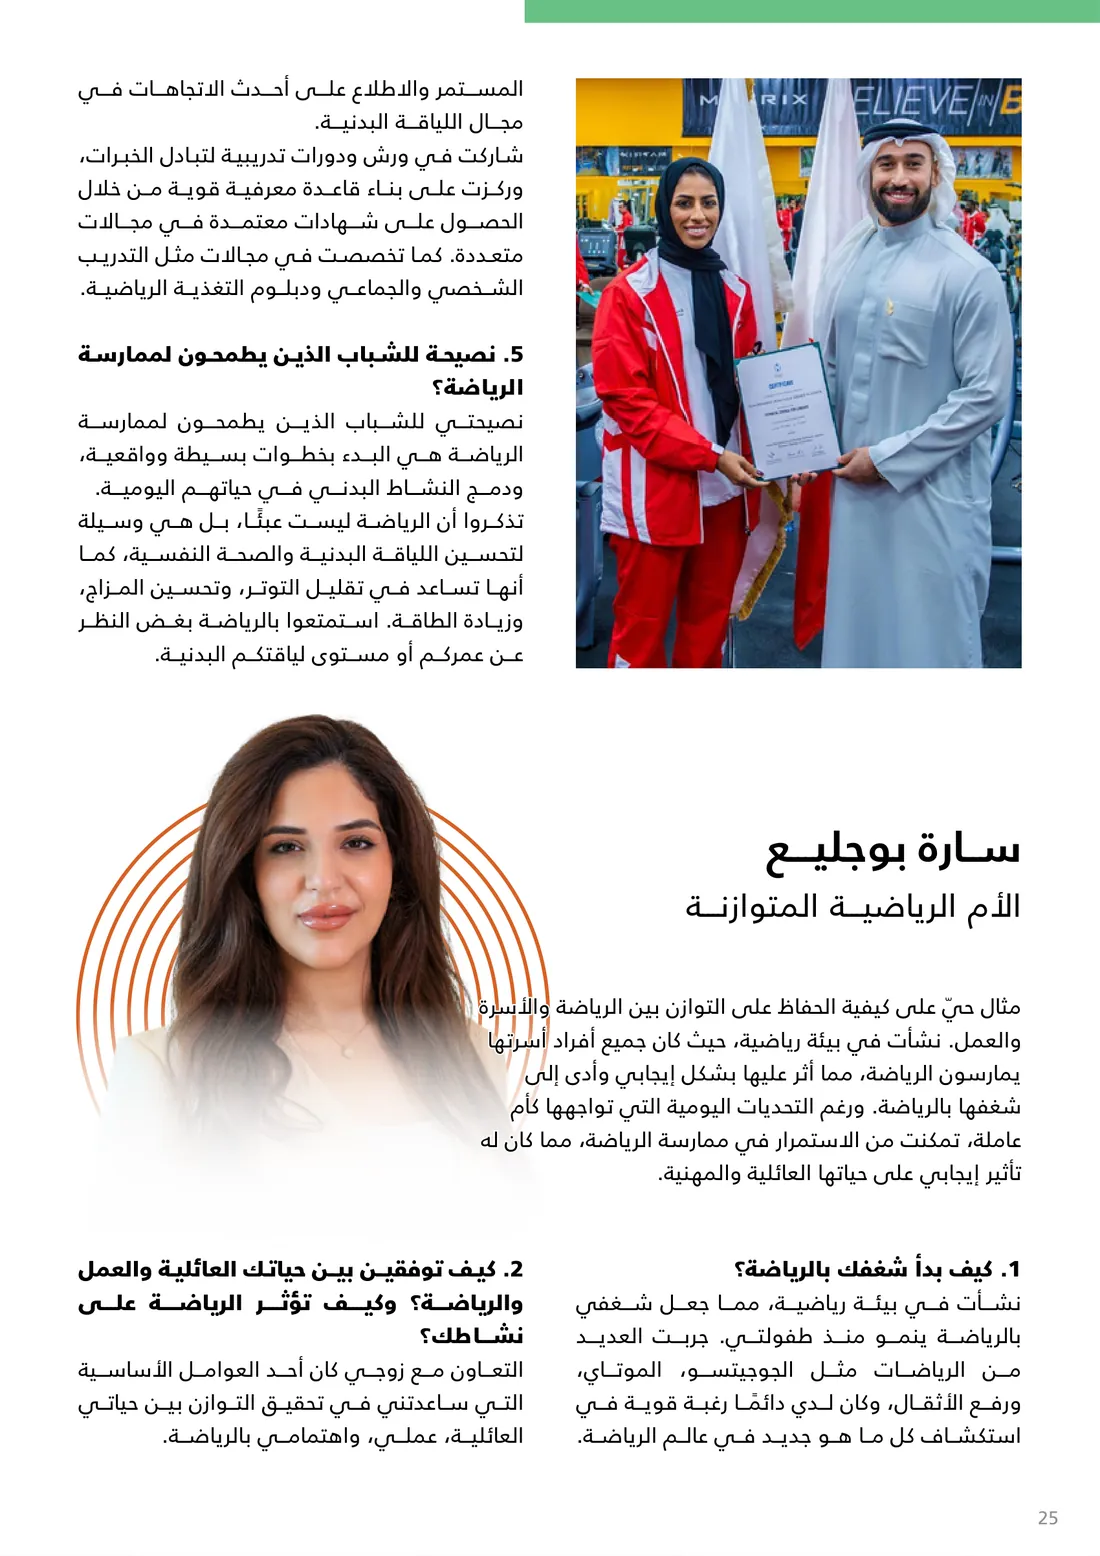 MATRIX
BELIEVE IN
CERTIFICATE
المستمر والاطلاع على أحدث الاتجاهات في
مجال اللياقة البدنية.
شاركت في ورش ودورات تدريبية لتبادل الخبرات،
وركزت على بناء قاعدة معرفية قوية من خلال
الحصول على شهادات معتمدة في مجالات
متعددة. كما تخصصت في مجالات مثل التدريب
الشخصي والجماعي ودبلوم التغذية الرياضية.
5. نصيحة للشباب الذين يطمحون لممارسة
الرياضة؟
نصيحتي للشباب الذين يطمحون لممارسة
الرياضة هي البدء بخطوات بسيطة وواقعية،
ودمج النشاط البدني في حياتهم اليومية.
تذكروا أن الرياضة ليست عبئًا، بل هي وسيلة
لتحسين اللياقة البدنية والصحة النفسية، كما
أنها تساعد في تقليل التوتر، وتحسين المزاج،
وزيادة الطاقة. استمتعوا بالرياضة بغض النظر
عن عمركم أو مستوى لياقتكم البدنية.
سارة بوجليع
الأم الرياضية المتوازنة
مثال حيّ على كيفية الحفاظ على التوازن بين الرياضة والأسرة
والعمل. نشأت في بيئة رياضية، حيث كان جميع أفراد أسرتها
يمارسون الرياضة، مما أثر عليها بشكل إيجابي وأدى إلى
شغفها بالرياضة. ورغم التحديات اليومية التي تواجهها كأم
عاملة، تمكنت من الاستمرار في ممارسة الرياضة، مما كان له
تأثير إيجابي على حياتها العائلية والمهنية.
1. كيف بدأ شغفك بالرياضة؟
نشأت في بيئة رياضية، مما جعل شغفي
بالرياضة ينمو منذ طفولتي. جربت العديد
من الرياضات مثل الجوجيتسو، الموتاي،
ورفع الأثقال، وكان لدي دائمًا رغبة قوية في
استكشاف كل ما هو جديد في عالم الرياضة.
2. كيف توفقين بين حياتك العائلية والعمل
والرياضة؟ وكيف تؤثر الرياضة على
نشاطك؟
التعاون مع زوجي كان أحد العوامل الأساسية
التي ساعدتني في تحقيق التوازن بين حياتي
العائلية، عملي، واهتمامي بالرياضة.
25